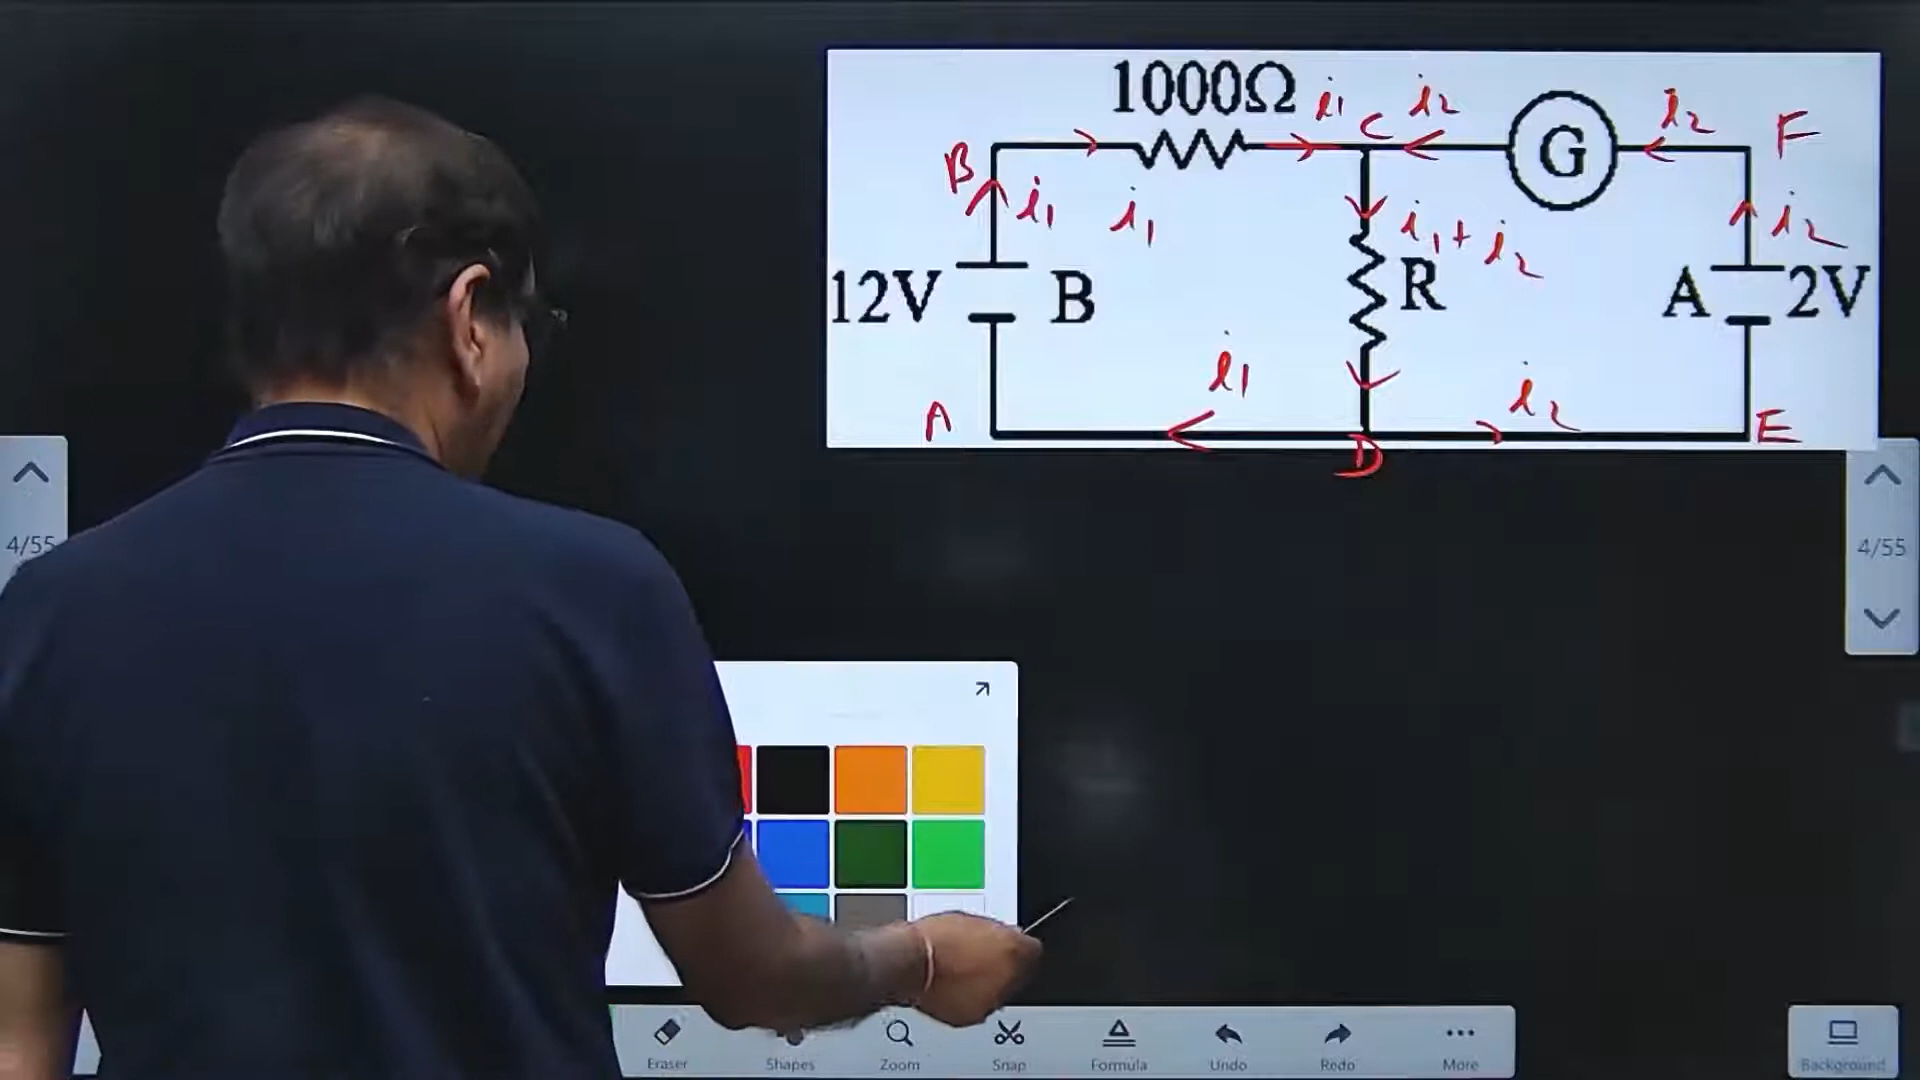 1000Ω i₁ C i₂ G i₂ F
B i₁ i₁ i₁ + i₂ i₂
12V B R A 2V
i₁ i₂
A D E
4/55 4/55
Eraser Shapes Zoom Snap Formula Undo Redo More Background